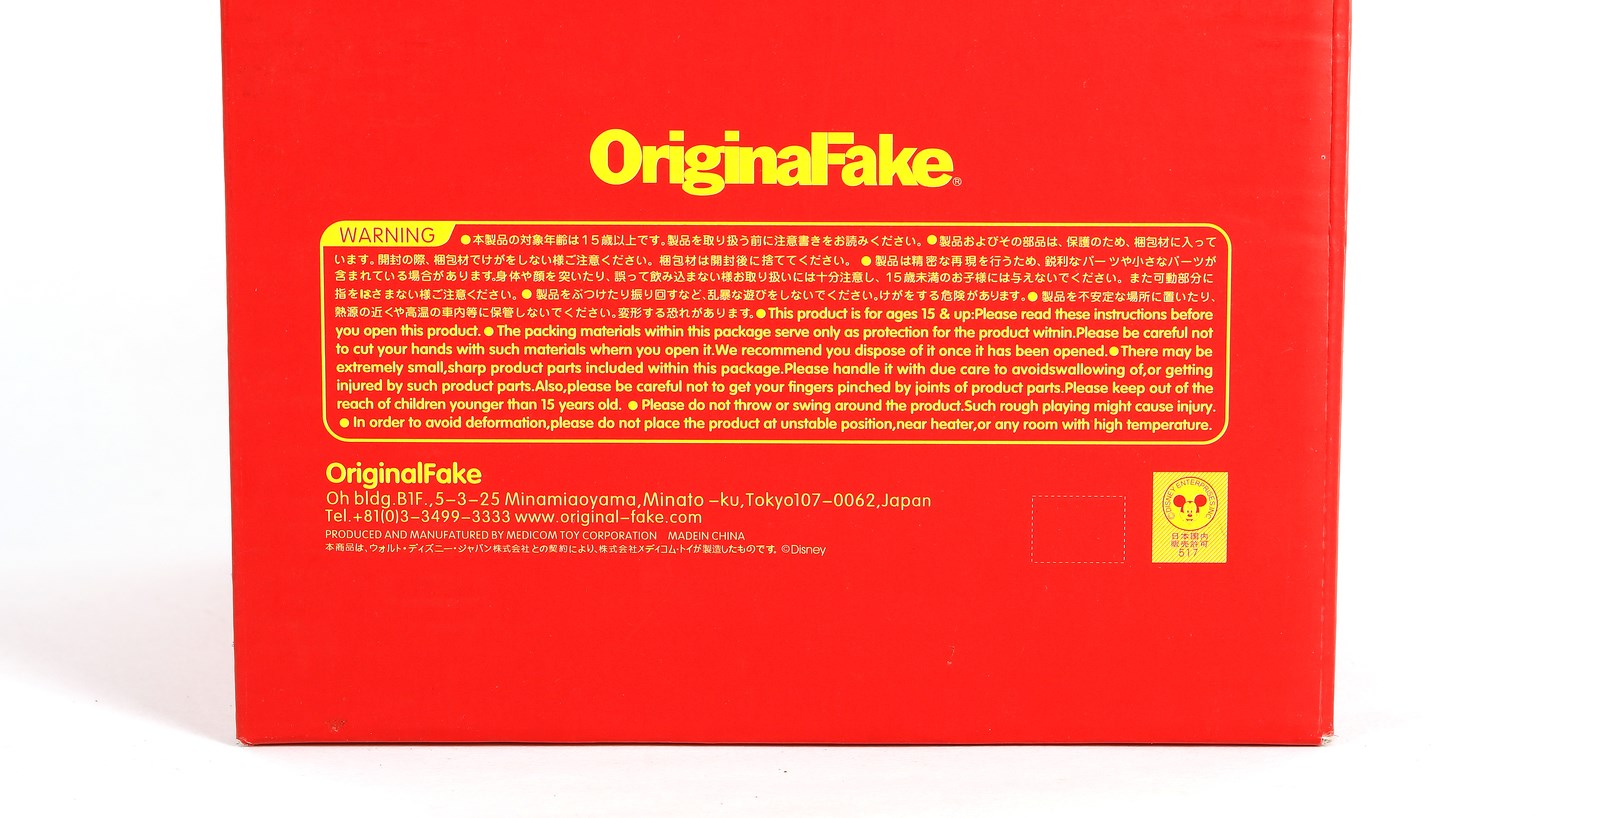 OriginalFake®
WARNING
●本製品の対象年齢は15歳以上です。製品を取り扱う前に注意書きをお読みください。●製品およびその部品は、保護のため、梱包材に入って
います。開封の際、梱包材でけがをしない様ご注意ください。梱包材は開封後に捨ててください。●製品は精密な再現を行うため、鋭利なパーツや小さなパーツが
含まれている場合があります。身体や顔を突いたり、誤って飲み込まない様お取り扱いには十分注意し、15歳未満のお子様には与えないでください。また可動部分に
指をはさまない様ご注意ください。●製品をぶつけたり振り回すなど、乱暴な遊びをしないでください。けがをする危険があります。●製品を不安定な場所に置いたり、
熱源の近くや高温の車内等に保管しないでください。変形する恐れがあります。●This product is for ages 15 & up:Please read these instructions before
you open this product.●The packing materials within this package serve only as protection for the product witnin.Please be careful not
to cut your hands with such materials whern you open it.We recommend you dispose of it once it has been opened.●There may be
extremely small,sharp product parts included within this package.Please handle it with due care to avoidswallowing of,or getting
injured by such product parts.Also,please be careful not to get your fingers pinched by joints of product parts.Please keep out of the
reach of children younger than 15 years old. ●Please do not throw or swing around the product.Such rough playing might cause injury.
●In order to avoid deformation,please do not place the product at unstable position,near heater,or any room with high temperature.
OriginalFake
Oh bldg.B1F.,5-3-25 Minamiaoyama,Minato-ku,Tokyo107-0062,Japan
Tel.+81(0)3-3499-3333 www.original-fake.com
PRODUCED AND MANUFATURED BY MEDICOM TOY CORPORATION MADEIN CHINA
本商品は、ウォルト・ディズニー・ジャパン株式会社との契約により、株式会社メディコム・トイが製造したものです。©Disney
©DISNEY ENTERPRISES, INC.
日本国内
販売許可
517